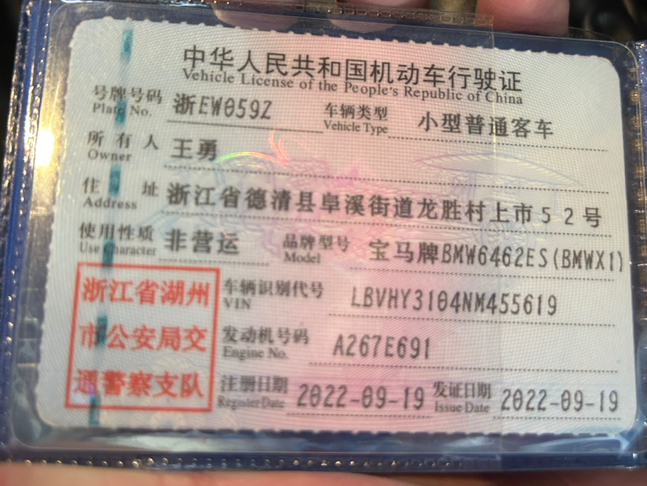 中华人民共和国机动车行驶证
Vehicle License of the People's Republic of China
号牌号码 浙EW059Z 车辆类型 小型普通客车
Plate No. Vehicle Type
所有人 王勇
Owner
住址 浙江省德清县阜溪街道龙胜村上市52号
Address
使用性质 非营运 品牌型号 宝马牌BMW6462ES(BMWX1)
Use Character Model
浙江省湖州
市公安局交
通警察支队
车辆识别代号 LBVHY3104NM455619
VIN
发动机号码 A267E691
Engine No.
注册日期 2022-09-19 发证日期 2022-09-19
Register Date Issue Date